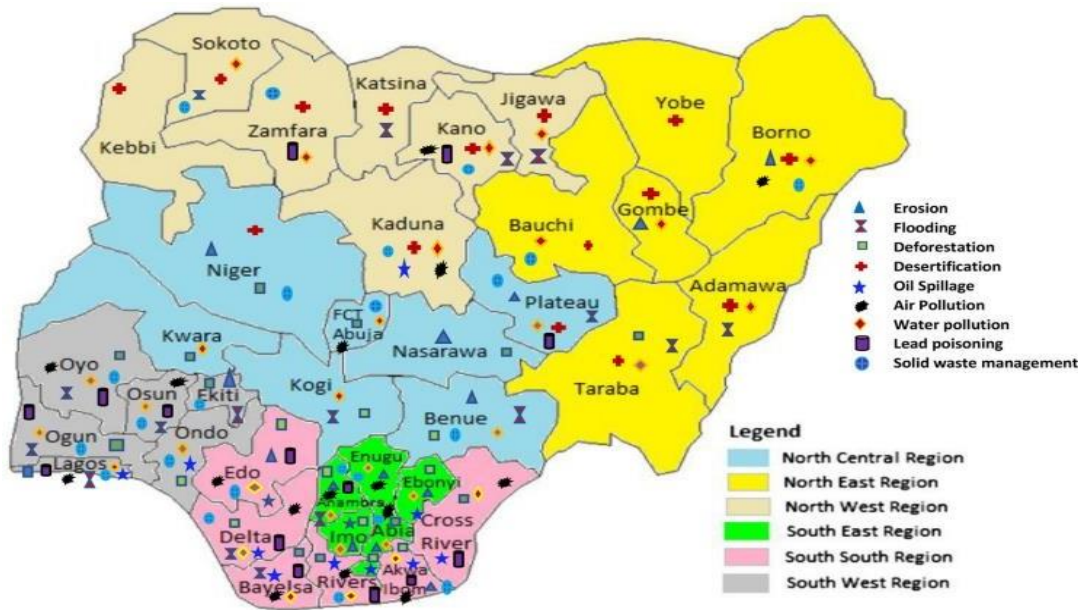 Sokoto
Katsina
Jigawa
Yobe
Borno
Kebbi
Zamfara
Kano
Kaduna
Bauchi
Gombe
Adamawa
Niger
Plateau
FCT
Abuja
Nasarawa
Kwara
Taraba
Oyo
Osun
Ekiti
Kogi
Benue
Ogun
Ondo
Lagos
Edo
Enugu
Ebonyi
Anambra
Delta
Imo
Abia
Cross
River
Bayelsa
Rivers
Akwa
Ibom
Erosion
Flooding
Deforestation
Desertification
Oil Spillage
Air Pollution
Water pollution
Lead poisoning
Solid waste management
Legend
North Central Region
North East Region
North West Region
South East Region
South South Region
South West Region